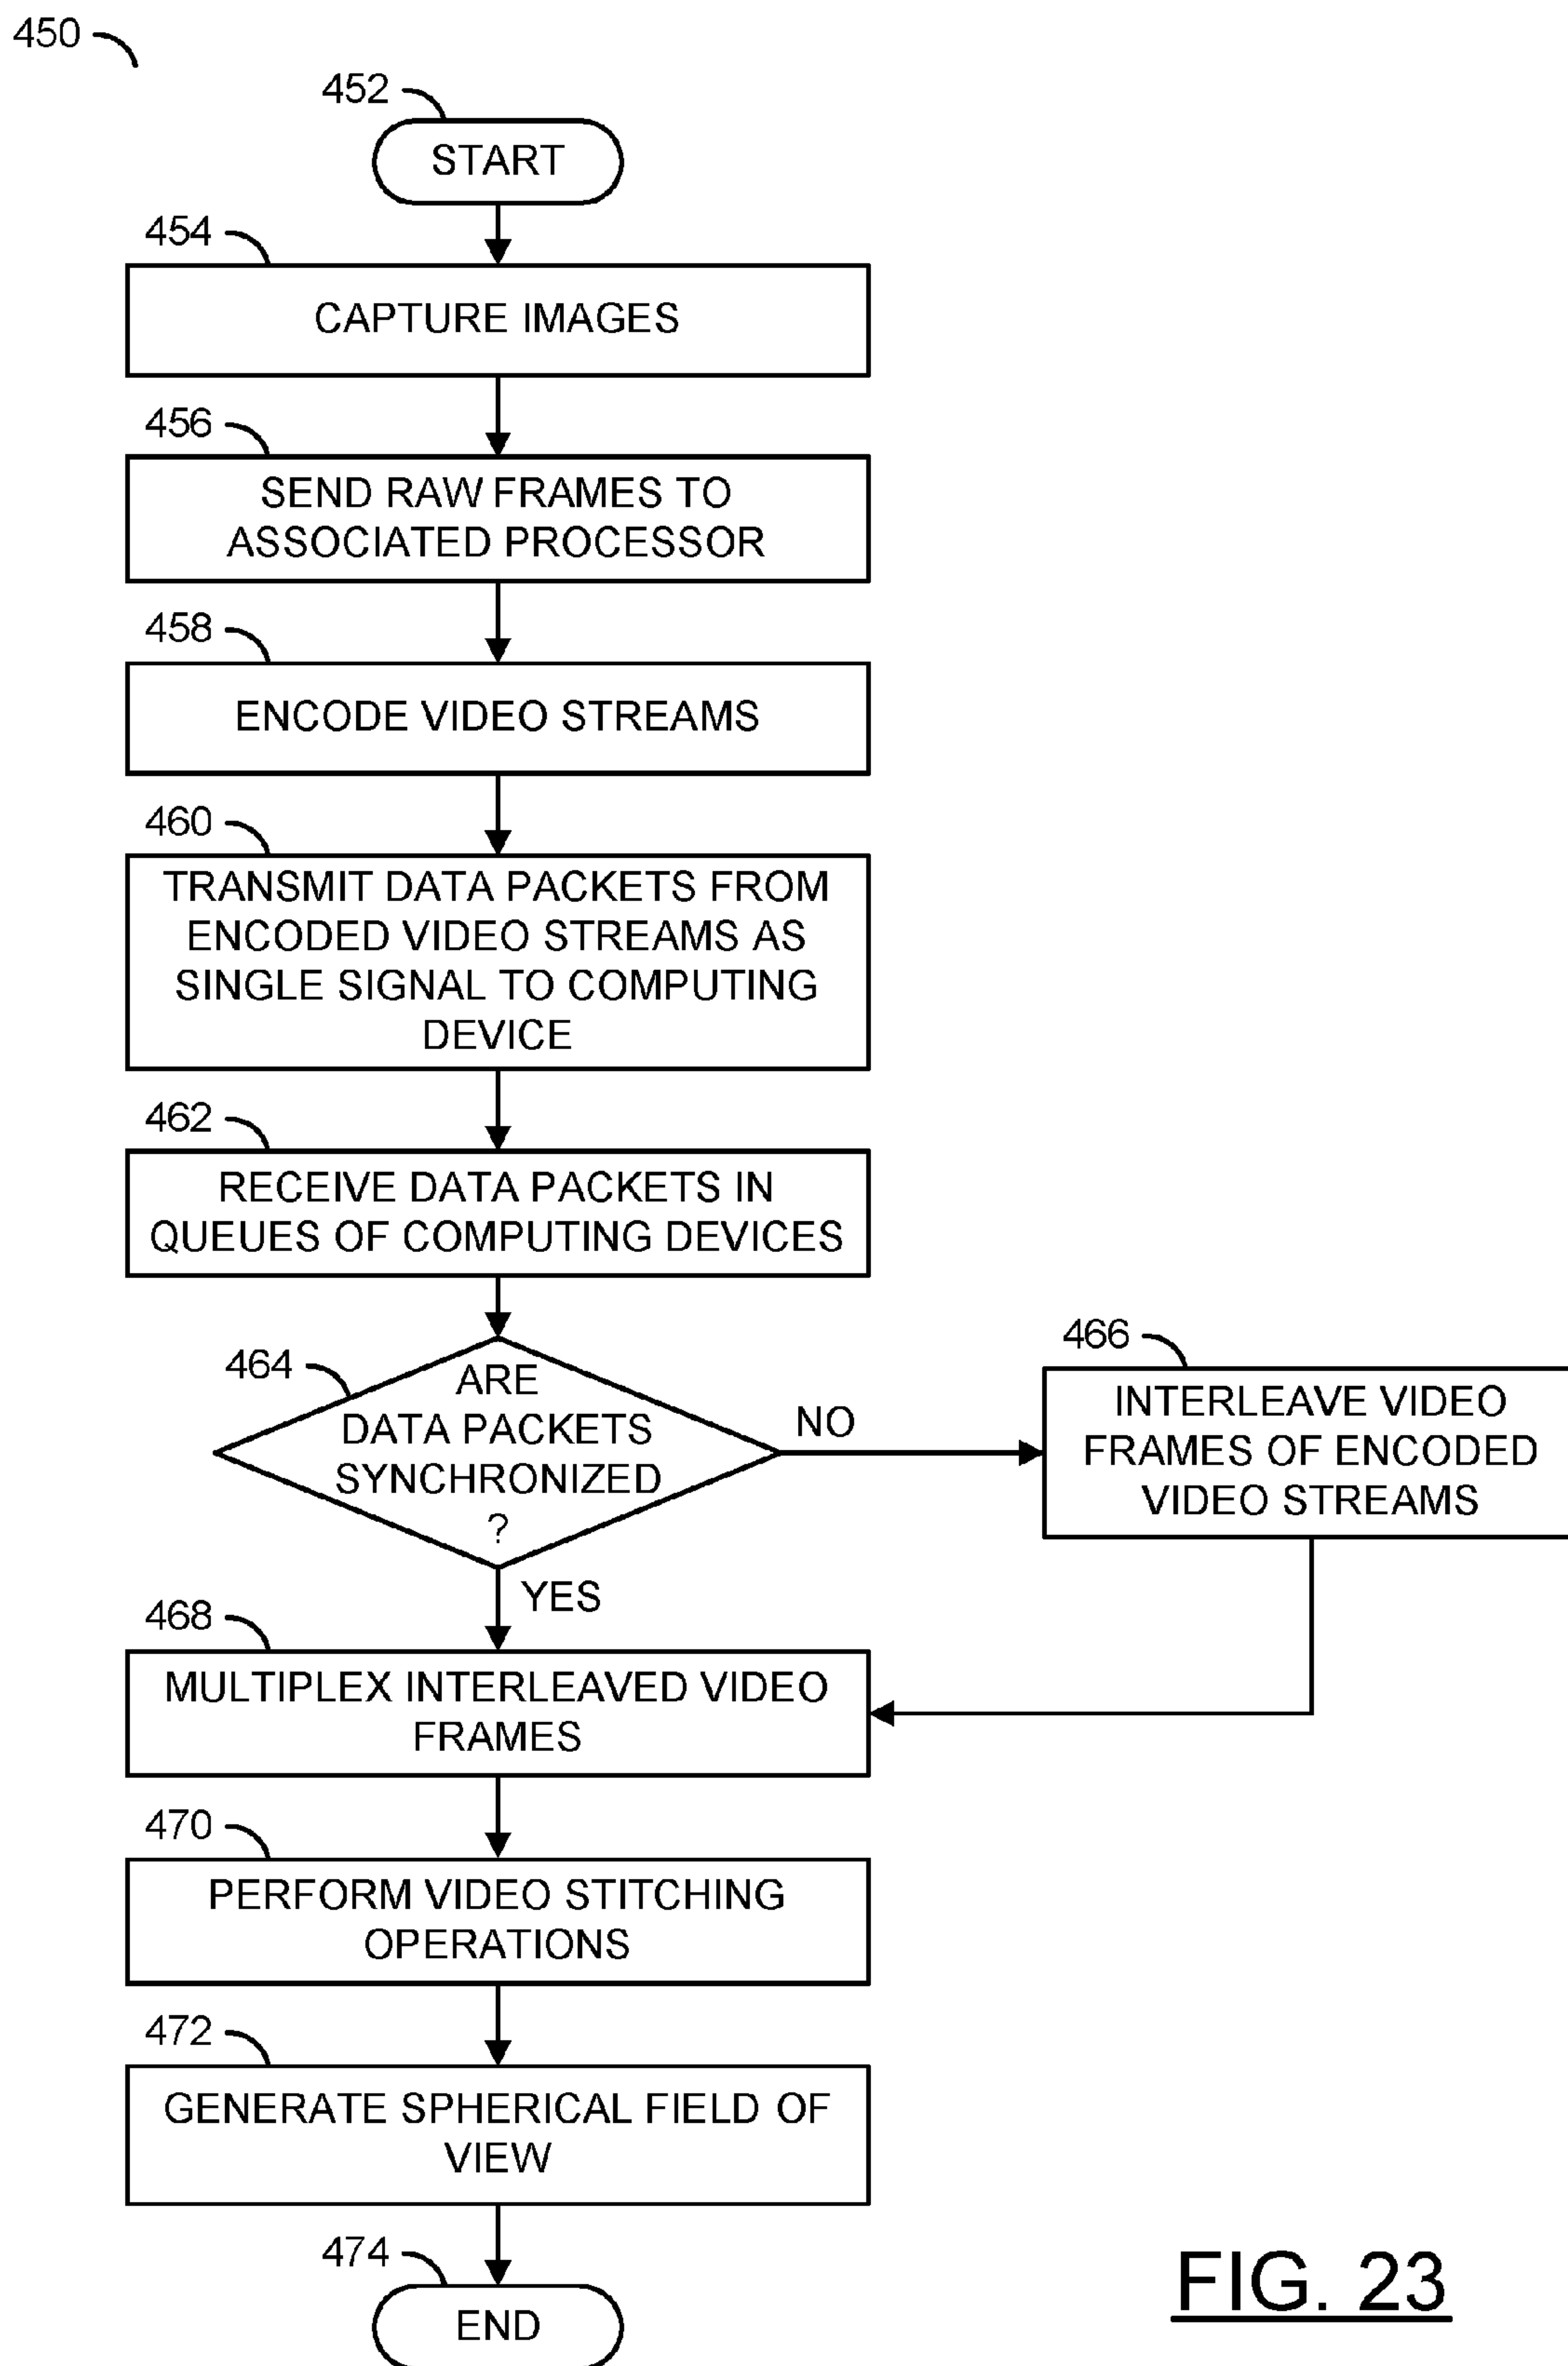 450
452
START
454
CAPTURE IMAGES
456
SEND RAW FRAMES TO
ASSOCIATED PROCESSOR
458
ENCODE VIDEO STREAMS
460
TRANSMIT DATA PACKETS FROM
ENCODED VIDEO STREAMS AS
SINGLE SIGNAL TO COMPUTING
DEVICE
462
RECEIVE DATA PACKETS IN
QUEUES OF COMPUTING DEVICES
464
ARE
DATA PACKETS
SYNCHRONIZED
?
NO
466
INTERLEAVE VIDEO
FRAMES OF ENCODED
VIDEO STREAMS
YES
468
MULTIPLEX INTERLEAVED VIDEO
FRAMES
470
PERFORM VIDEO STITCHING
OPERATIONS
472
GENERATE SPHERICAL FIELD OF
VIEW
474
END
FIG. 23